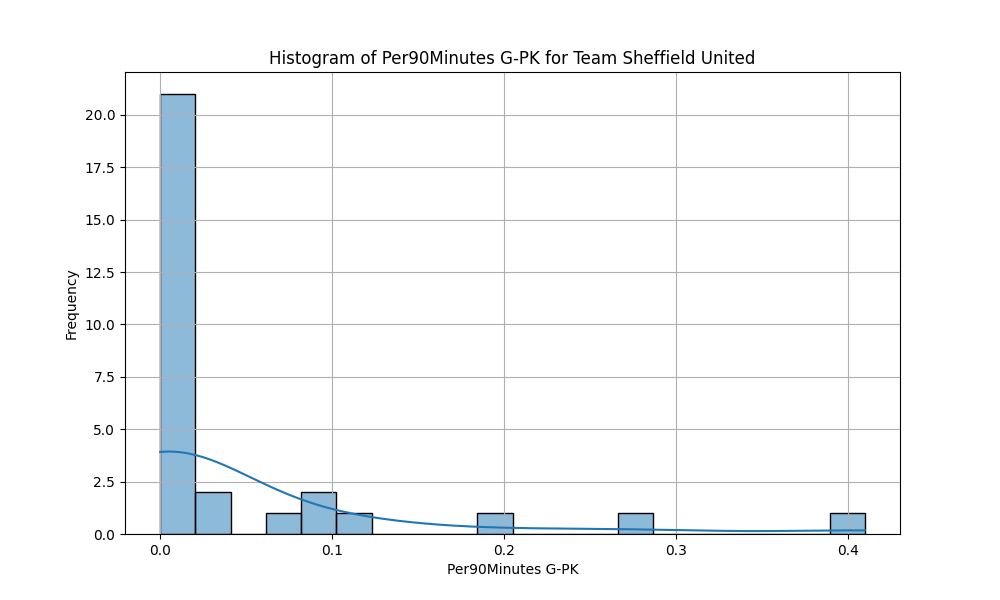 Histogram of Per90Minutes G-PK for Team Sheffield United
Frequency
20.0
17.5
15.0
12.5
10.0
7.5
5.0
2.5
0.0
0.0 0.1 0.2 0.3 0.4
Per90Minutes G-PK